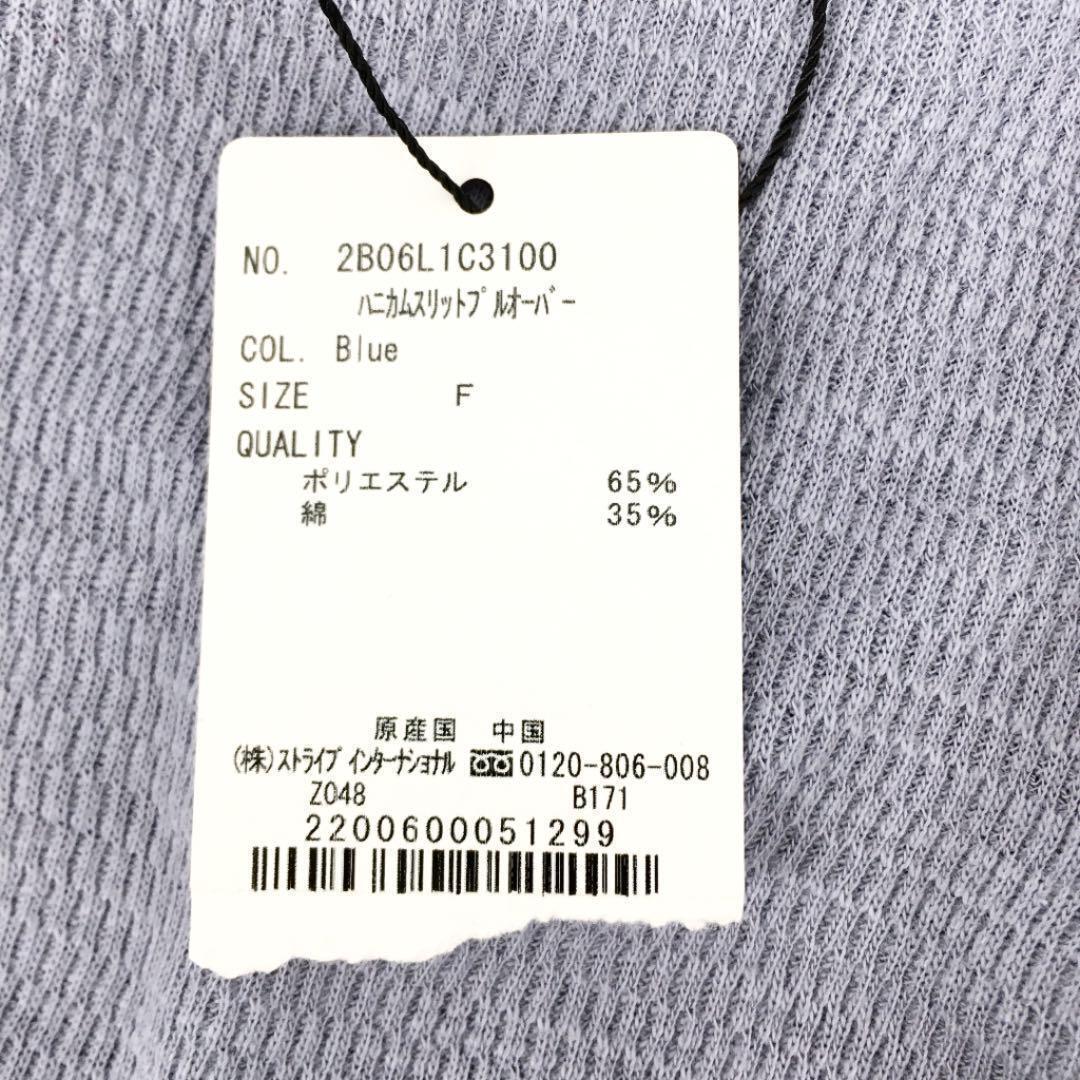 NO. 2B06L1C3100
ハニカムスリットプルオーバー
COL. Blue
SIZE F
QUALITY
ポリエステル 65%
綿 35%
原産国 中国
(株)ストライプインターナショナル 0120-806-008
Z048 B171
2200600051299